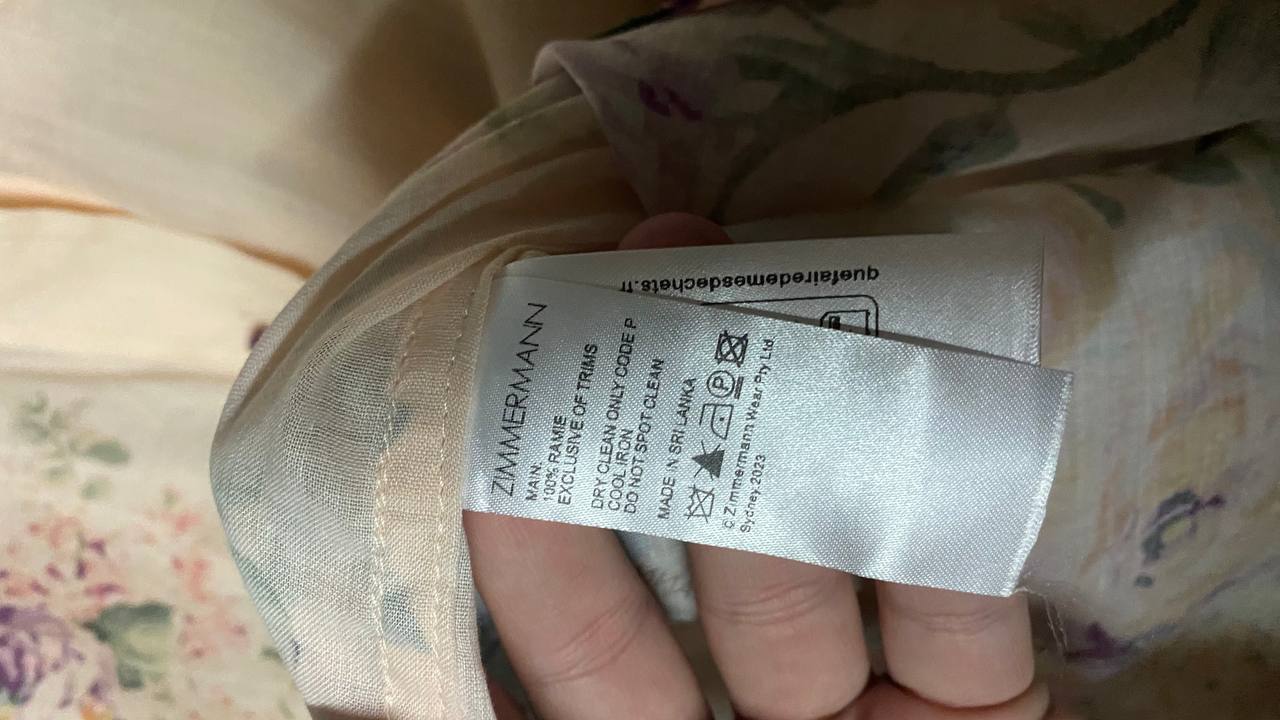 ZIMMERMANN
MAIN:
100% RAMIE
EXCLUSIVE OF TRIMS
DRY CLEAN ONLY CODE P
COOL IRON
DO NOT SPOT CLEAN
MADE IN SRI LANKA
P
© Zimmermann Wear Pty Ltd
Sydney 2023
quefairedemesdechets.fr